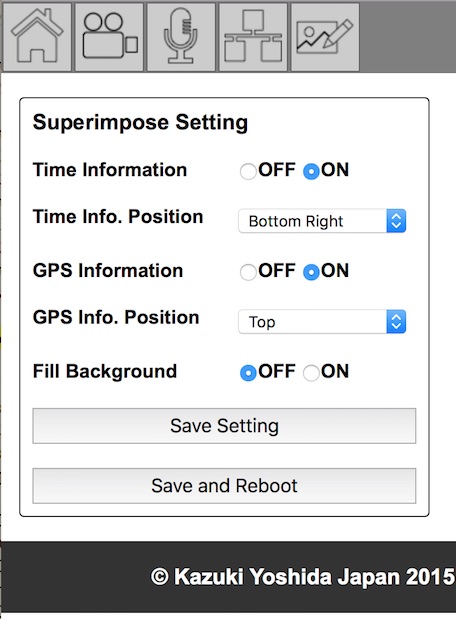 Superimpose Setting
Time Information OFF ON
Time Info. Position Bottom Right
GPS Information OFF ON
GPS Info. Position Top
Fill Background OFF ON
Save Setting
Save and Reboot
© Kazuki Yoshida Japan 2015